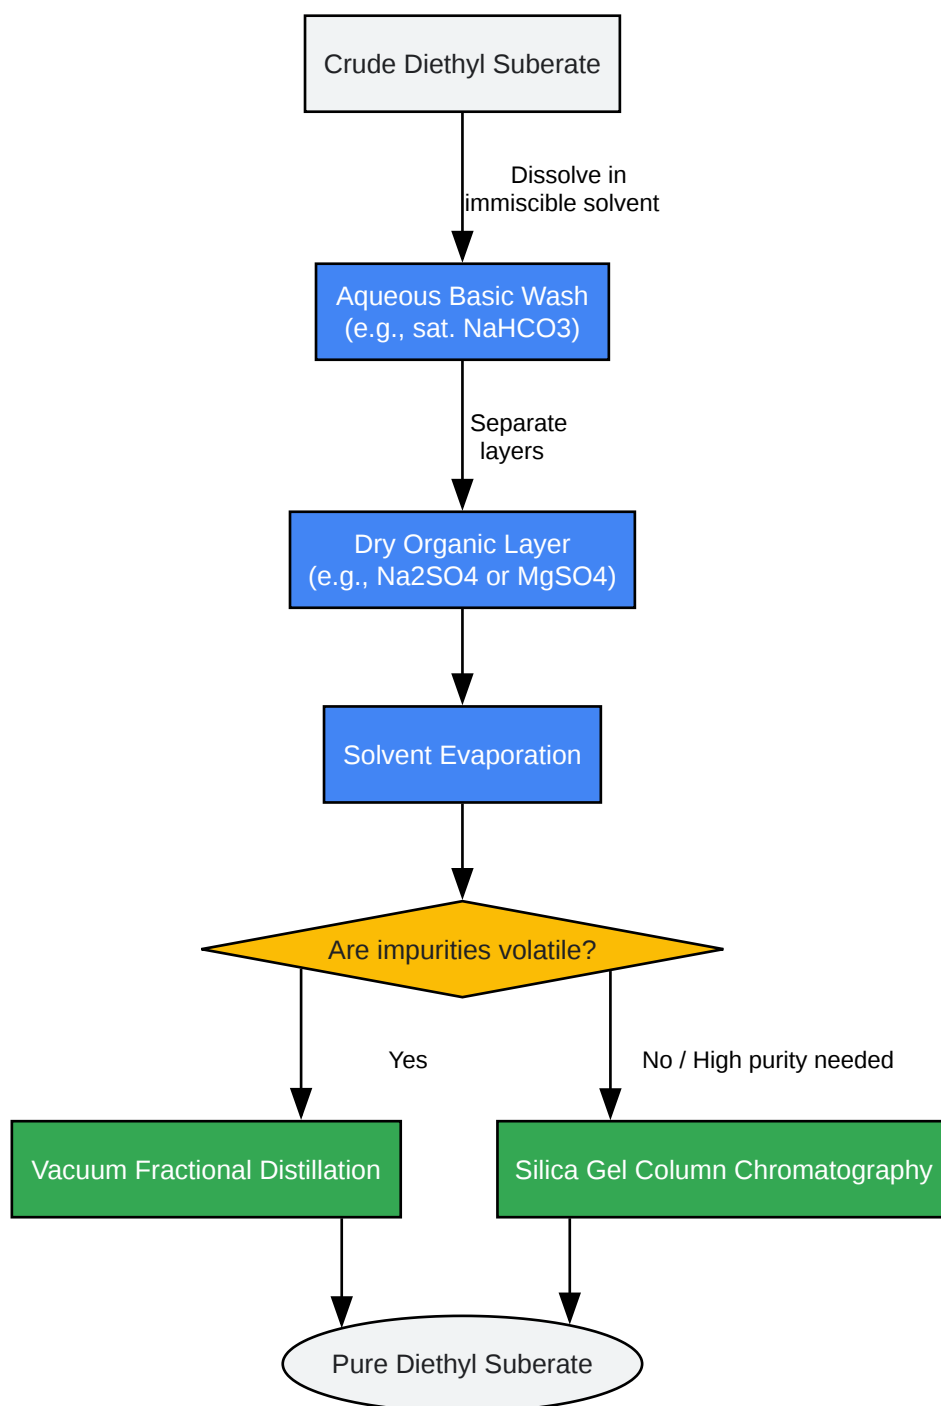 Crude Diethyl Suberate
Dissolve in
immiscible solvent
Aqueous Basic Wash
(e.g., sat. NaHCO3)
Separate
layers
Dry Organic Layer
(e.g., Na2SO4 or MgSO4)
Solvent Evaporation
Are impurities volatile?
Yes
No / High purity needed
Vacuum Fractional Distillation
Silica Gel Column Chromatography
Pure Diethyl Suberate